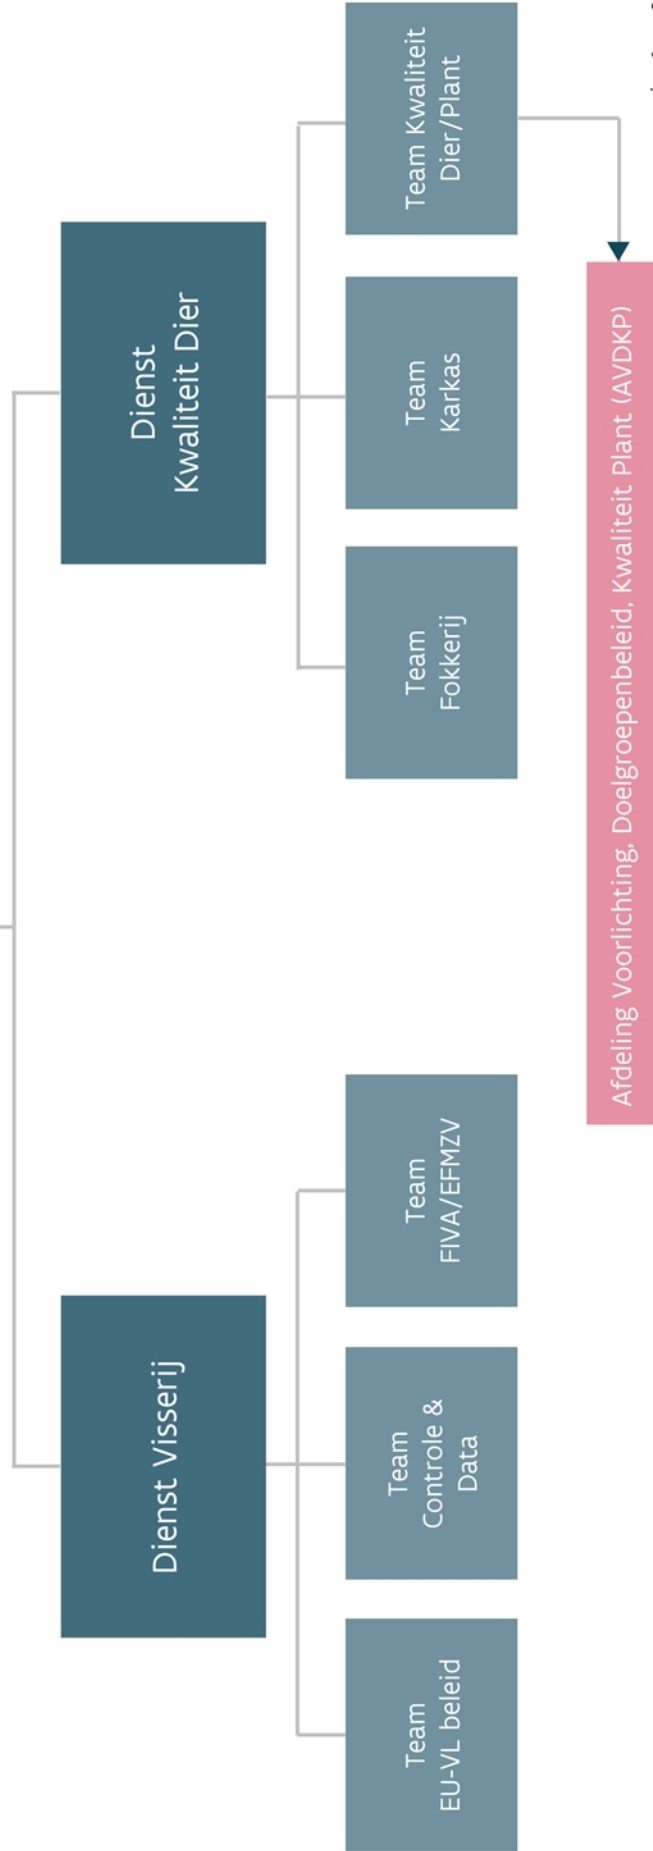 Dienst Visserij
Dienst
Kwaliteit Dier
Team
EU-VL beleid
Team
Controle &
Data
Team
FIVA/EFMZV
Team
Fokkerij
Team
Karkas
Team Kwaliteit
Dier/Plant
Afdeling Voorlichting, Doelgroepenbeleid, Kwaliteit Plant (AVDKP)